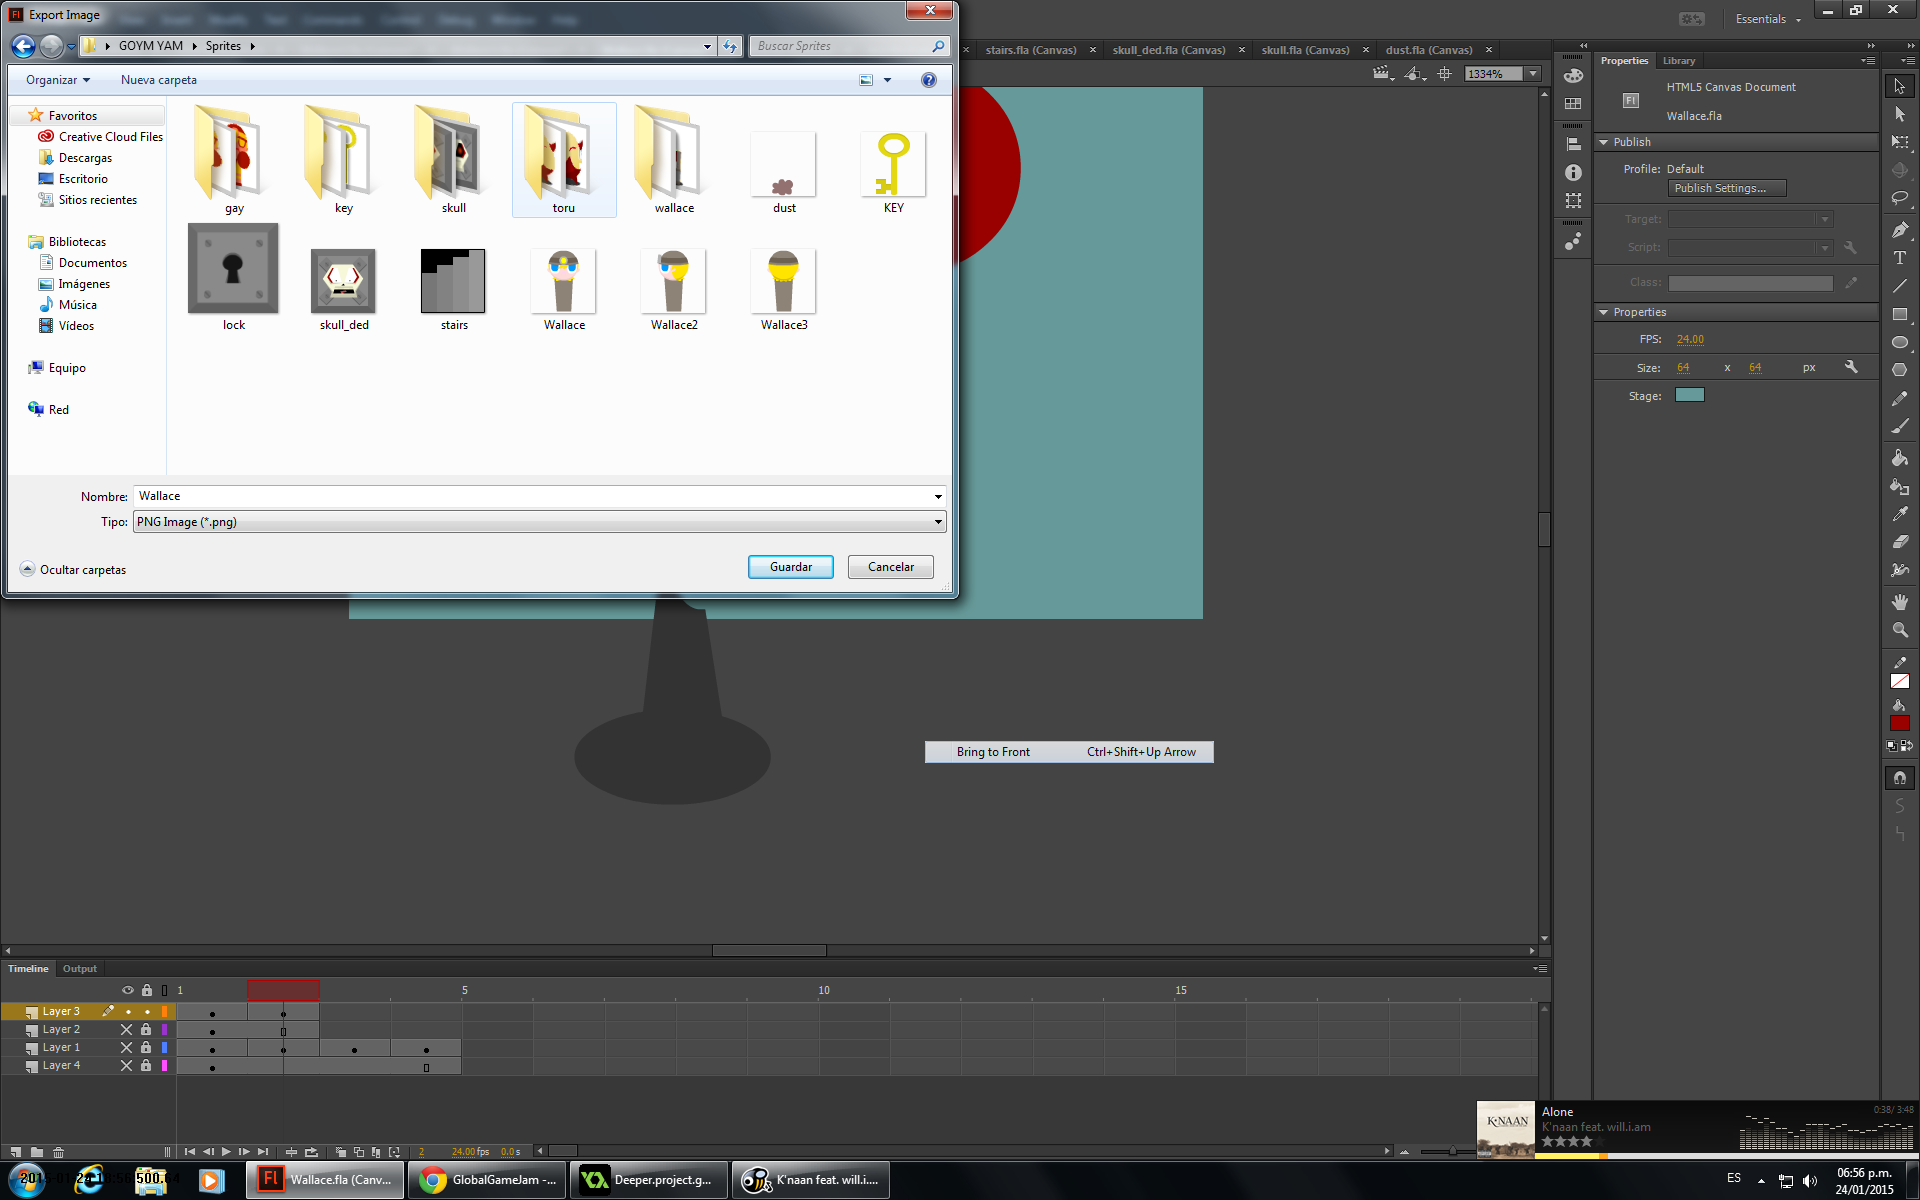 Export Image
GOYM YAM Sprites
Buscar Sprites
Organizar
Nueva carpeta
Favoritos
Creative Cloud Files
Descargas
Escritorio
Sitios recientes
Bibliotecas
Documentos
Imágenes
Música
Vídeos
Equipo
Red
gay
key
skull
toru
wallace
dust
KEY
lock
skull_ded
stairs
Wallace
Wallace2
Wallace3
Nombre: Wallace
Tipo: PNG Image (*.png)
Ocultar carpetas
Guardar
Cancelar
Essentials
stairs.fla (Canvas)
skull_ded.fla (Canvas)
skull.fla (Canvas)
dust.fla (Canvas)
1334%
Properties
Library
Fl
HTML5 Canvas Document
Wallace.fla
Publish
Profile: Default
Publish Settings...
Target:
Script:
Class:
Properties
FPS: 24.00
Size: 64 x 64 px
Stage:
Bring to Front Ctrl+Shift+Up Arrow
Timeline
Output
1 5 10 15
Layer 3
Layer 2
Layer 1
Layer 4
2 24.00 fps 0.0 s
K'NAAN
Alone
K'naan feat. will.i.am
0:38/ 3:48
Wallace.fla (Canv...
GlobalGameJam -...
Deeper.project.g...
K'naan feat. will.i....
ES
06:56 p.m.
24/01/2015